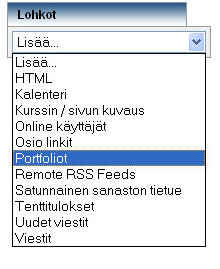 Lohkot
Lisää...
Lisää...
HTML
Kalenteri
Kurssin / sivun kuvaus
Online käyttäjät
Osio linkit
Portfoliot
Remote RSS Feeds
Satunnainen sanaston tietue
Tenttitulokset
Uudet viestit
Viestit